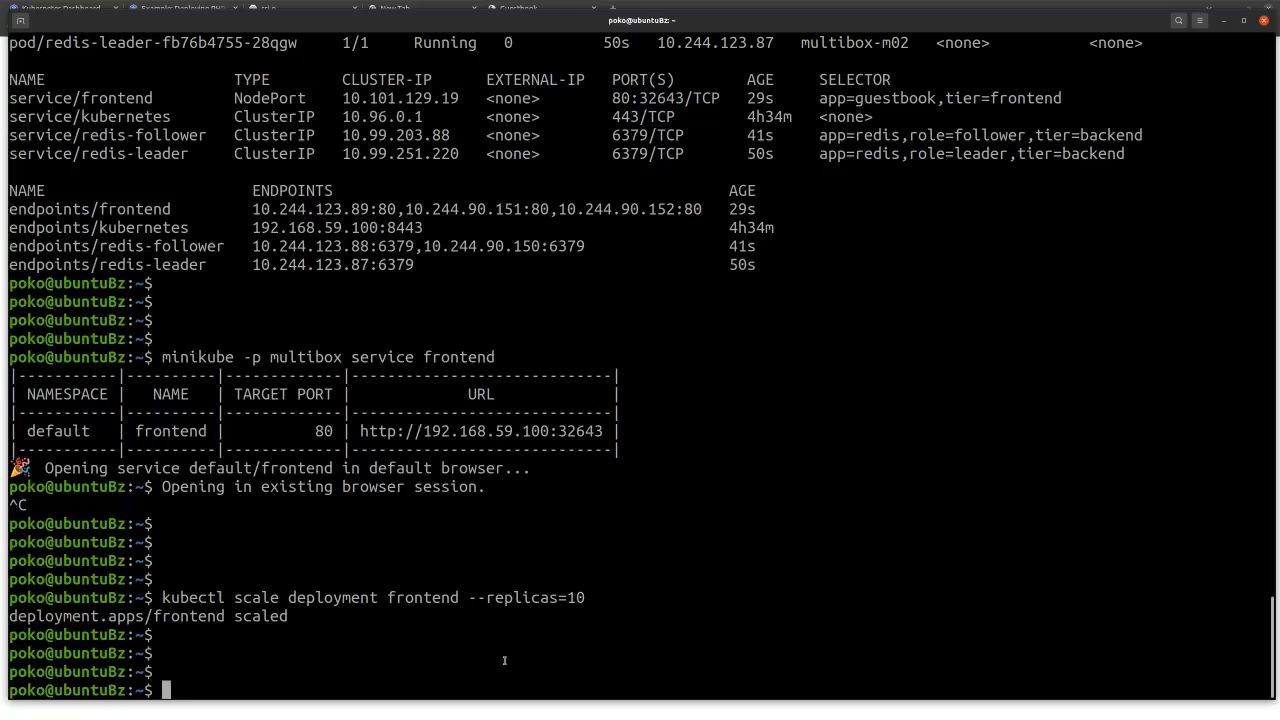 Kubernetes Dashboard
Example: Deploying PH
cri-o
New Tab
Guestbook
poko@ubuntuBz: ~
pod/redis-leader-fb76b4755-28qgw 1/1 Running 0 50s 10.244.123.87 multibox-m02 <none> <none>
NAME TYPE CLUSTER-IP EXTERNAL-IP PORT(S) AGE SELECTOR
service/frontend NodePort 10.101.129.19 <none> 80:32643/TCP 29s app=guestbook,tier=frontend
service/kubernetes ClusterIP 10.96.0.1 <none> 443/TCP 4h34m <none>
service/redis-follower ClusterIP 10.99.203.88 <none> 6379/TCP 41s app=redis,role=follower,tier=backend
service/redis-leader ClusterIP 10.99.251.220 <none> 6379/TCP 50s app=redis,role=leader,tier=backend
NAME ENDPOINTS AGE
endpoints/frontend 10.244.123.89:80,10.244.90.151:80,10.244.90.152:80 29s
endpoints/kubernetes 192.168.59.100:8443 4h34m
endpoints/redis-follower 10.244.123.88:6379,10.244.90.150:6379 41s
endpoints/redis-leader 10.244.123.87:6379 50s
poko@ubuntuBz:~$
poko@ubuntuBz:~$
poko@ubuntuBz:~$
poko@ubuntuBz:~$
poko@ubuntuBz:~$ minikube -p multibox service frontend
|-----------|----------|-------------|-----------------------------|
| NAMESPACE | NAME | TARGET PORT | URL |
|-----------|----------|-------------|-----------------------------|
| default | frontend | 80 | http://192.168.59.100:32643 |
|-----------|----------|-------------|-----------------------------|
🎉 Opening service default/frontend in default browser...
poko@ubuntuBz:~$ Opening in existing browser session.
^C
poko@ubuntuBz:~$
poko@ubuntuBz:~$
poko@ubuntuBz:~$
poko@ubuntuBz:~$
poko@ubuntuBz:~$ kubectl scale deployment frontend --replicas=10
deployment.apps/frontend scaled
poko@ubuntuBz:~$
poko@ubuntuBz:~$
poko@ubuntuBz:~$
poko@ubuntuBz:~$